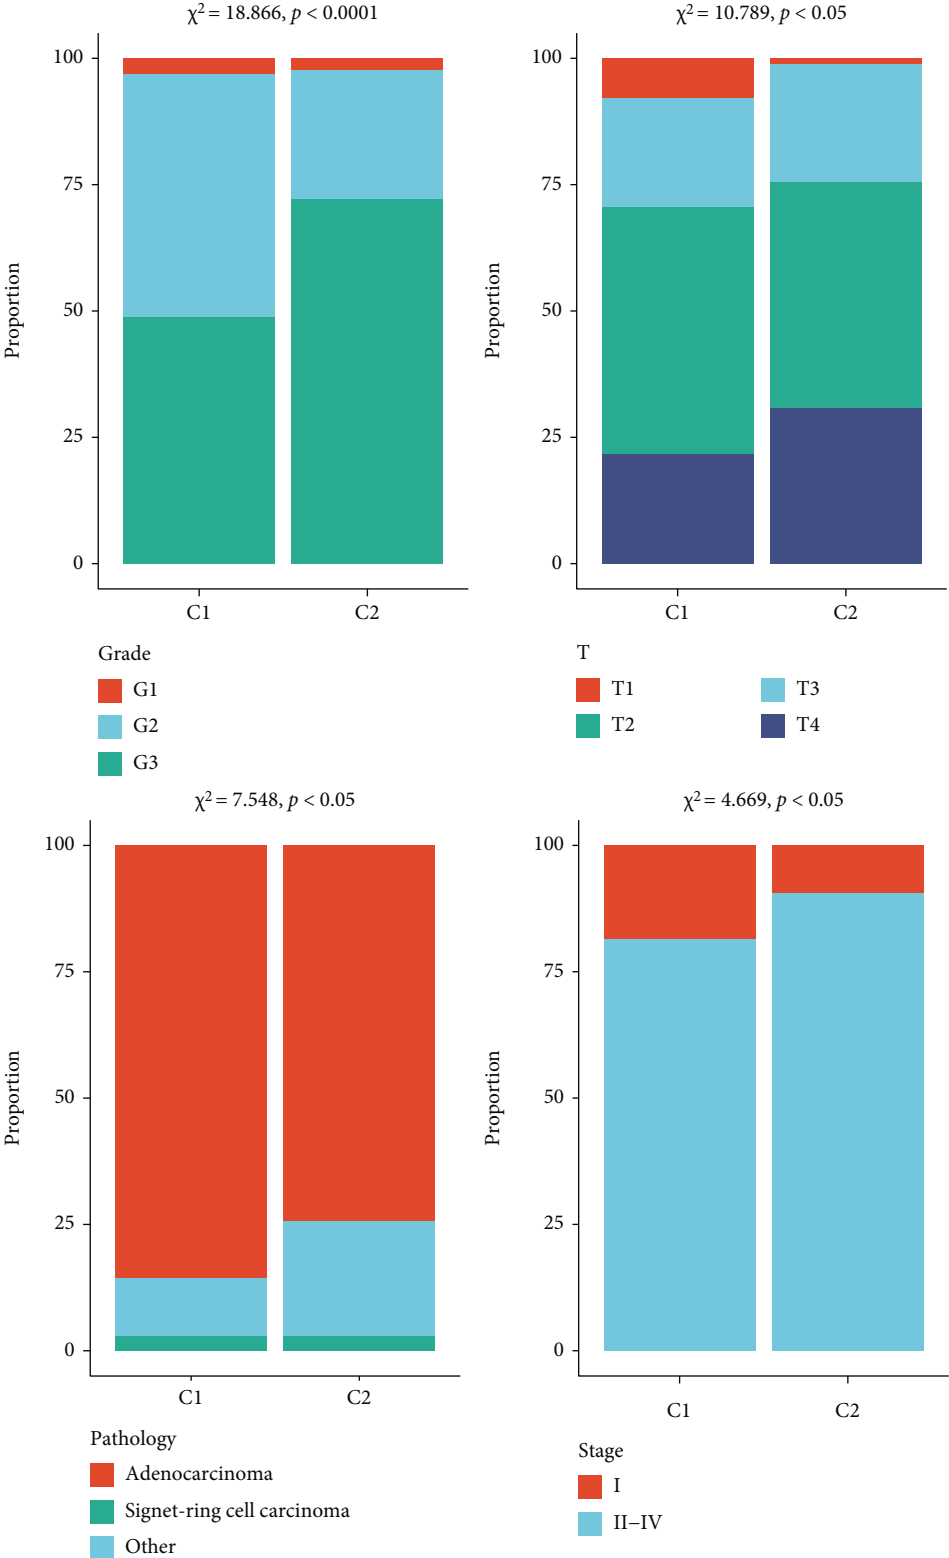 χ² = 18.866, p < 0.0001
100
75
50
25
0
Proportion
C1 C2
Grade
G1
G2
G3
χ² = 10.789, p < 0.05
100
75
50
25
0
Proportion
C1 C2
T
T1 T3
T2 T4
χ² = 7.548, p < 0.05
100
75
50
25
0
Proportion
C1 C2
Pathology
Adenocarcinoma
Signet-ring cell carcinoma
Other
χ² = 4.669, p < 0.05
100
75
50
25
0
Proportion
C1 C2
Stage
I
II–IV